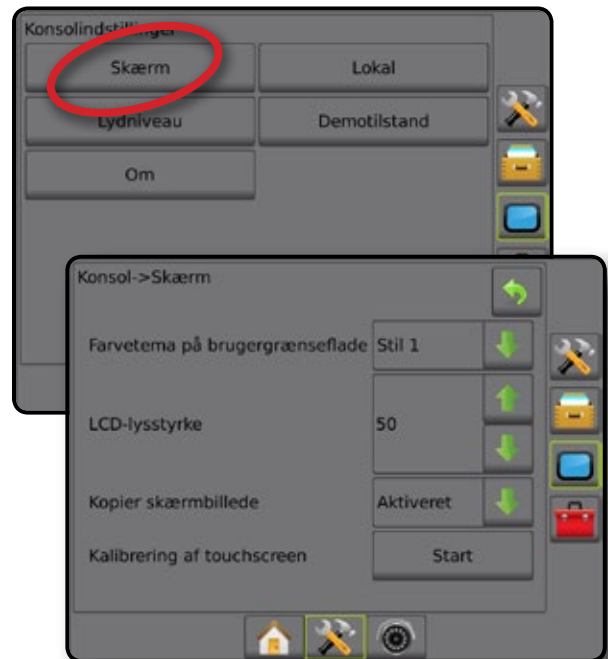 Konsolindstillinger
Skærm
Lokal
Lydniveau
Demotilstand
Om
Konsol->Skærm
Farvetema på brugergrænseflade Stil 1
LCD-lysstyrke 50
Kopier skærmbillede Aktiveret
Kalibrering af touchscreen Start